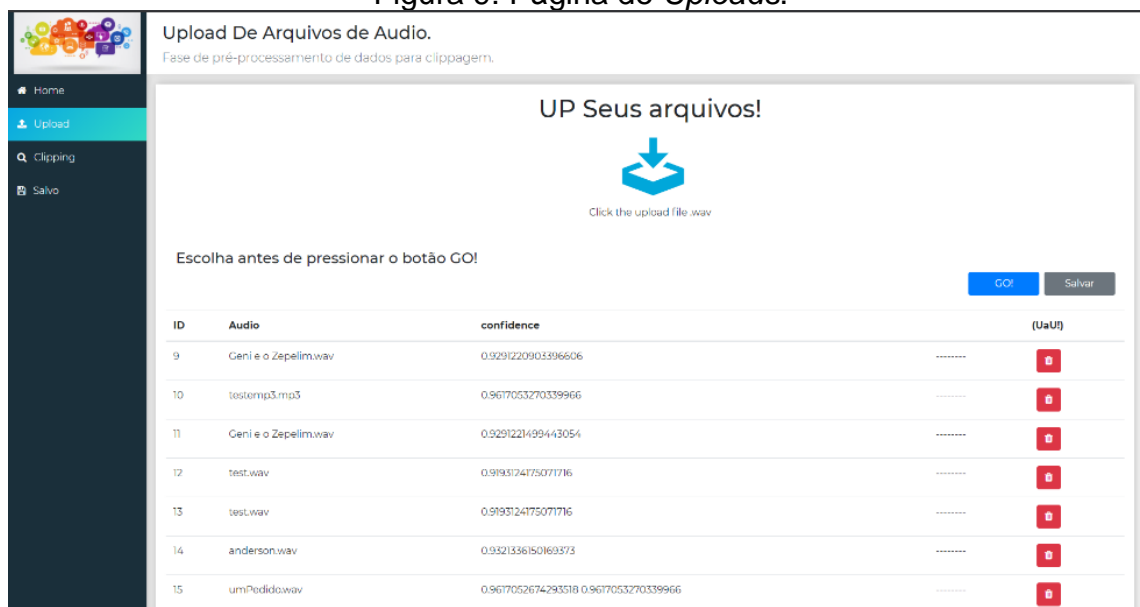 Upload De Arquivos de Audio.
Fase de pré-processamento de dados para clippagem.
Home
Upload
Clipping
Salvo
UP Seus arquivos!
Click the upload file .wav
Escolha antes de pressionar o botão GO!
GO! Salvar
ID Audio confidence (UaU!)
9 Geni e o Zepelim.wav 0.9291220903396606 --------
10 testemp3.mp3 0.9617053270339966 --------
11 Geni e o Zepelim.wav 0.9291221499443054 --------
12 test.wav 0.9193124175071716 --------
13 test.wav 0.9193124175071716 --------
14 anderson.wav 0.9321336150169373 --------
15 umPedido.wav 0.9617052674293518 0.9617053270339966 --------